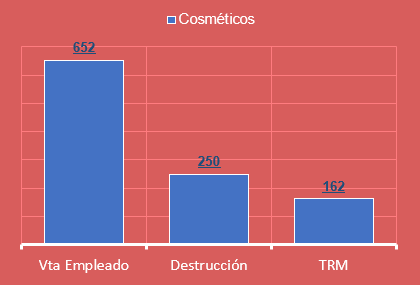 Cosméticos
652
250
162
Vta Empleado
Destrucción
TRM